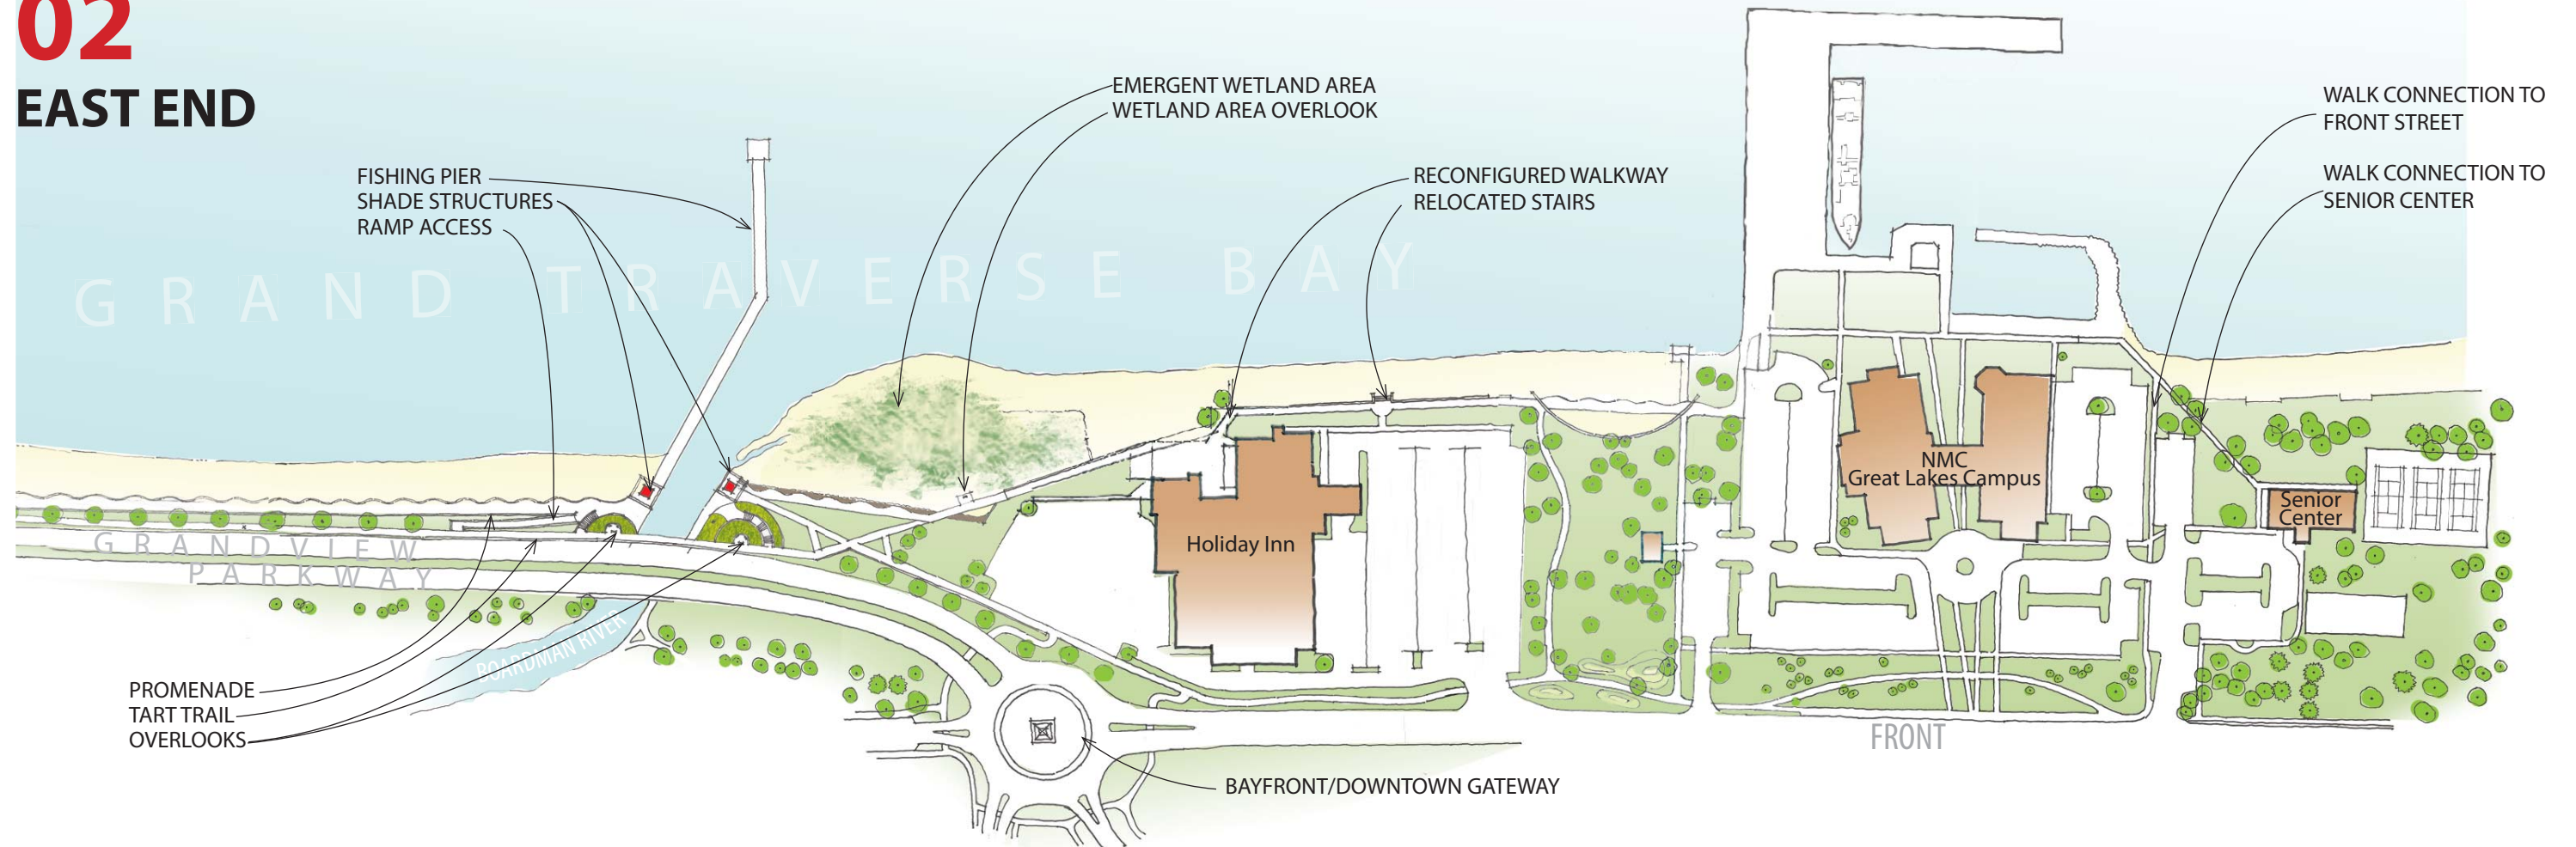 02
EAST END
EMERGENT WETLAND AREA
WETLAND AREA OVERLOOK
WALK CONNECTION TO
FRONT STREET
FISHING PIER
SHADE STRUCTURES
RAMP ACCESS
RECONFIGURED WALKWAY
RELOCATED STAIRS
WALK CONNECTION TO
SENIOR CENTER
GRAND TRAVERSE BAY
NMC
Great Lakes Campus
Senior
Center
Holiday Inn
GRANDVIEW
PARKWAY
BOARDMAN RIVER
PROMENADE
TART TRAIL
OVERLOOKS
FRONT
BAYFRONT/DOWNTOWN GATEWAY